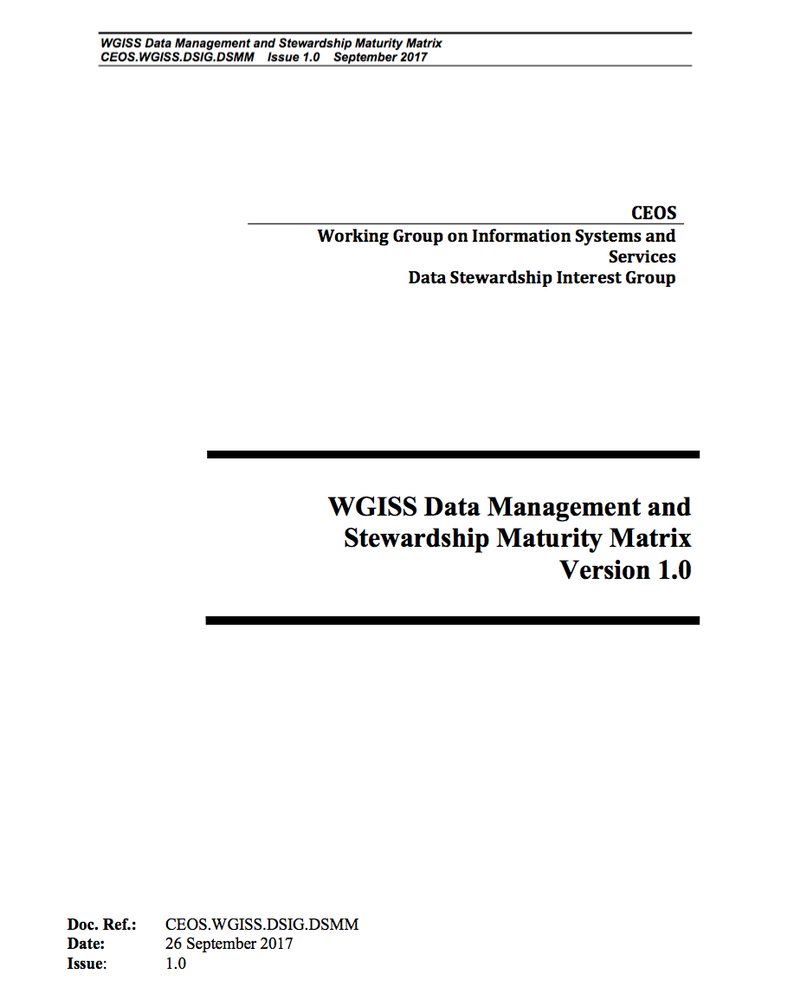 WGISS Data Management and Stewardship Maturity Matrix
CEOS.WGISS.DSIG.DSMM Issue 1.0 September 2017
CEOS
Working Group on Information Systems and
Services
Data Stewardship Interest Group
WGISS Data Management and
Stewardship Maturity Matrix
Version 1.0
Doc. Ref.: CEOS.WGISS.DSIG.DSMM
Date: 26 September 2017
Issue: 1.0